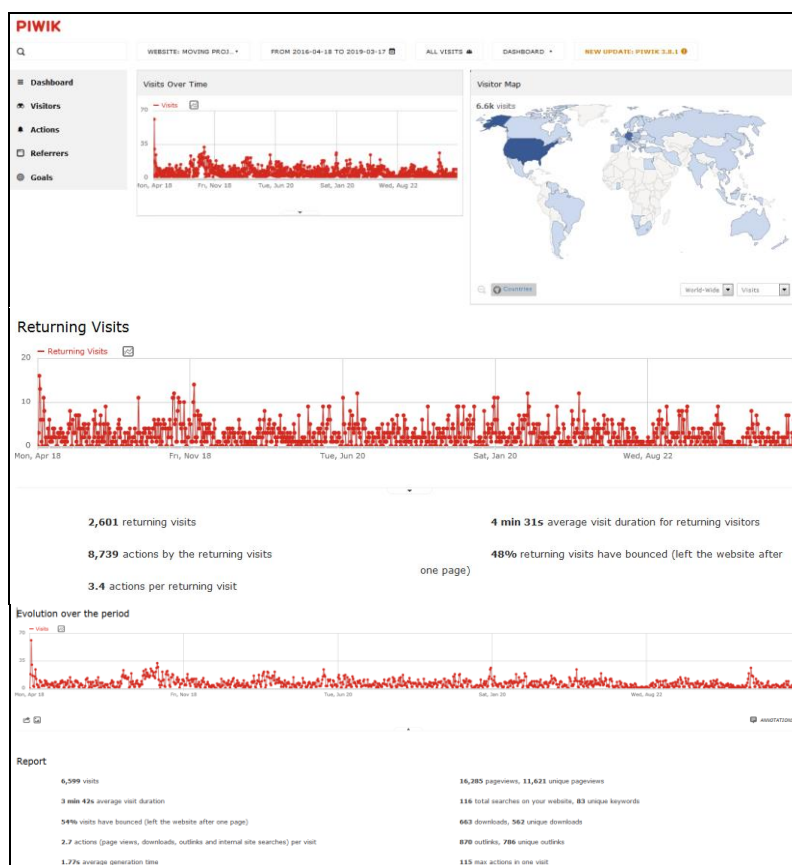 PIWIK
WEBSITE: MOVING PROJ..
FROM 2016-04-18 TO 2019-03-17
ALL VISITS
DASHBOARD
NEW UPDATE: PIWIK 3.8.1
Dashboard
Visitors
Actions
Referrers
Goals
Visits Over Time
Visits
70
35
0
Mon, Apr 18 Fri, Nov 18 Tue, Jun 20 Sat, Jan 20 Wed, Aug 22
Visitor Map
6.6k visits
Countries
World-Wide
Visits
Returning Visits
Returning Visits
20
10
0
Mon, Apr 18 Fri, Nov 18 Tue, Jun 20 Sat, Jan 20 Wed, Aug 22
2,601 returning visits
8,739 actions by the returning visits
3.4 actions per returning visit
4 min 31s average visit duration for returning visitors
48% returning visits have bounced (left the website after
one page)
Evolution over the period
Visits
70
35
0
Mon, Apr 18 Fri, Nov 18 Tue, Jun 20 Sat, Jan 20 Wed, Aug 22
ANNOTATIONS
Report
6,599 visits
3 min 42s average visit duration
54% visits have bounced (left the website after one page)
2.7 actions (page views, downloads, outlinks and internal site searches) per visit
1.77s average generation time
16,285 pageviews, 11,621 unique pageviews
116 total searches on your website, 83 unique keywords
663 downloads, 562 unique downloads
870 outlinks, 786 unique outlinks
115 max actions in one visit